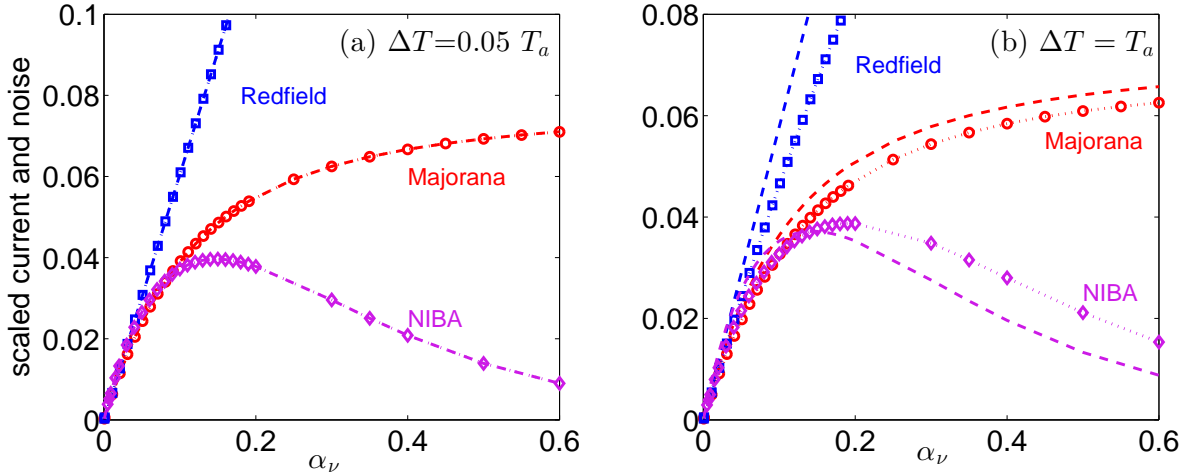 scaled current and noise
0.1
0.08
0.06
0.04
0.02
0
(a) ΔT=0.05 T_a
Redfield
Majorana
NIBA
0 0.2 0.4 0.6
α_ν
0.08
0.06
0.04
0.02
0
(b) ΔT = T_a
Redfield
Majorana
NIBA
0 0.2 0.4 0.6
α_ν